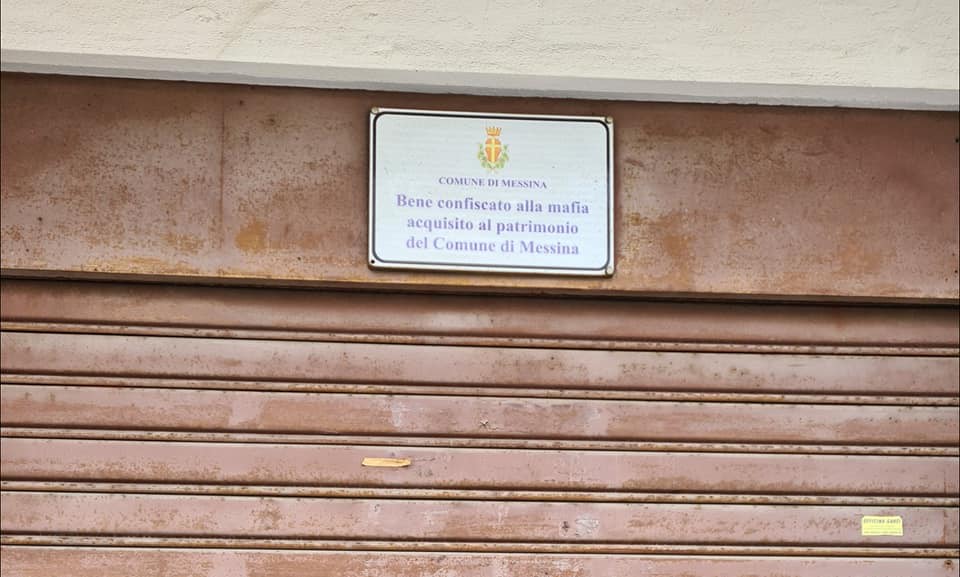 COMUNE DI MESSINA
Bene confiscato alla mafia
acquisito al patrimonio
del Comune di Messina